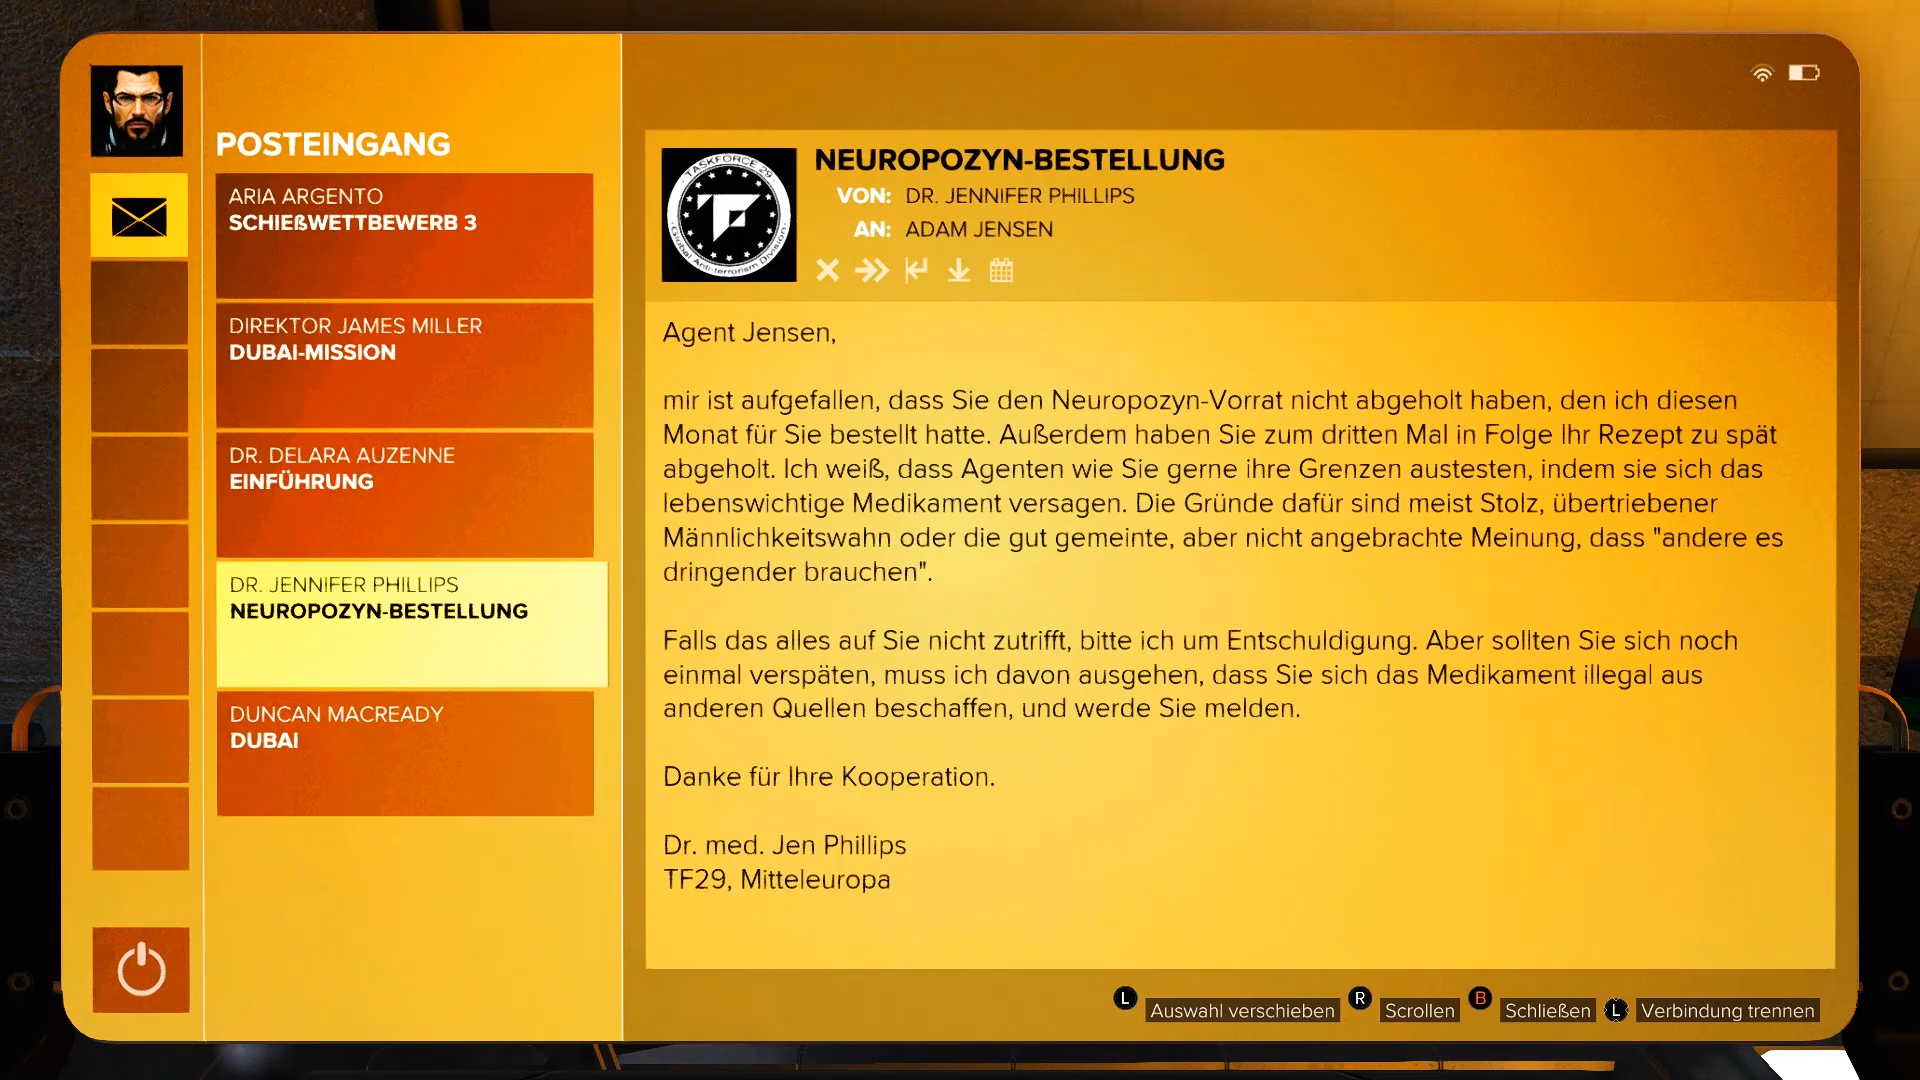 POSTEINGANG
ARIA ARGENTO
SCHIEßWETTBEWERB 3
DIREKTOR JAMES MILLER
DUBAI-MISSION
DR. DELARA AUZENNE
EINFÜHRUNG
DR. JENNIFER PHILLIPS
NEUROPOZYN-BESTELLUNG
DUNCAN MACREADY
DUBAI
TASKFORCE 29
TF
Global Anti-terrorism Division
NEUROPOZYN-BESTELLUNG
VON: DR. JENNIFER PHILLIPS
AN: ADAM JENSEN
Agent Jensen,
mir ist aufgefallen, dass Sie den Neuropozyn-Vorrat nicht abgeholt haben, den ich diesen
Monat für Sie bestellt hatte. Außerdem haben Sie zum dritten Mal in Folge Ihr Rezept zu spät
abgeholt. Ich weiß, dass Agenten wie Sie gerne ihre Grenzen austesten, indem sie sich das
lebenswichtige Medikament versagen. Die Gründe dafür sind meist Stolz, übertriebener
Männlichkeitswahn oder die gut gemeinte, aber nicht angebrachte Meinung, dass "andere es
dringender brauchen".
Falls das alles auf Sie nicht zutrifft, bitte ich um Entschuldigung. Aber sollten Sie sich noch
einmal verspäten, muss ich davon ausgehen, dass Sie sich das Medikament illegal aus
anderen Quellen beschaffen, und werde Sie melden.
Danke für Ihre Kooperation.
Dr. med. Jen Phillips
TF29, Mitteleuropa
L Auswahl verschieben R Scrollen B Schließen L Verbindung trennen